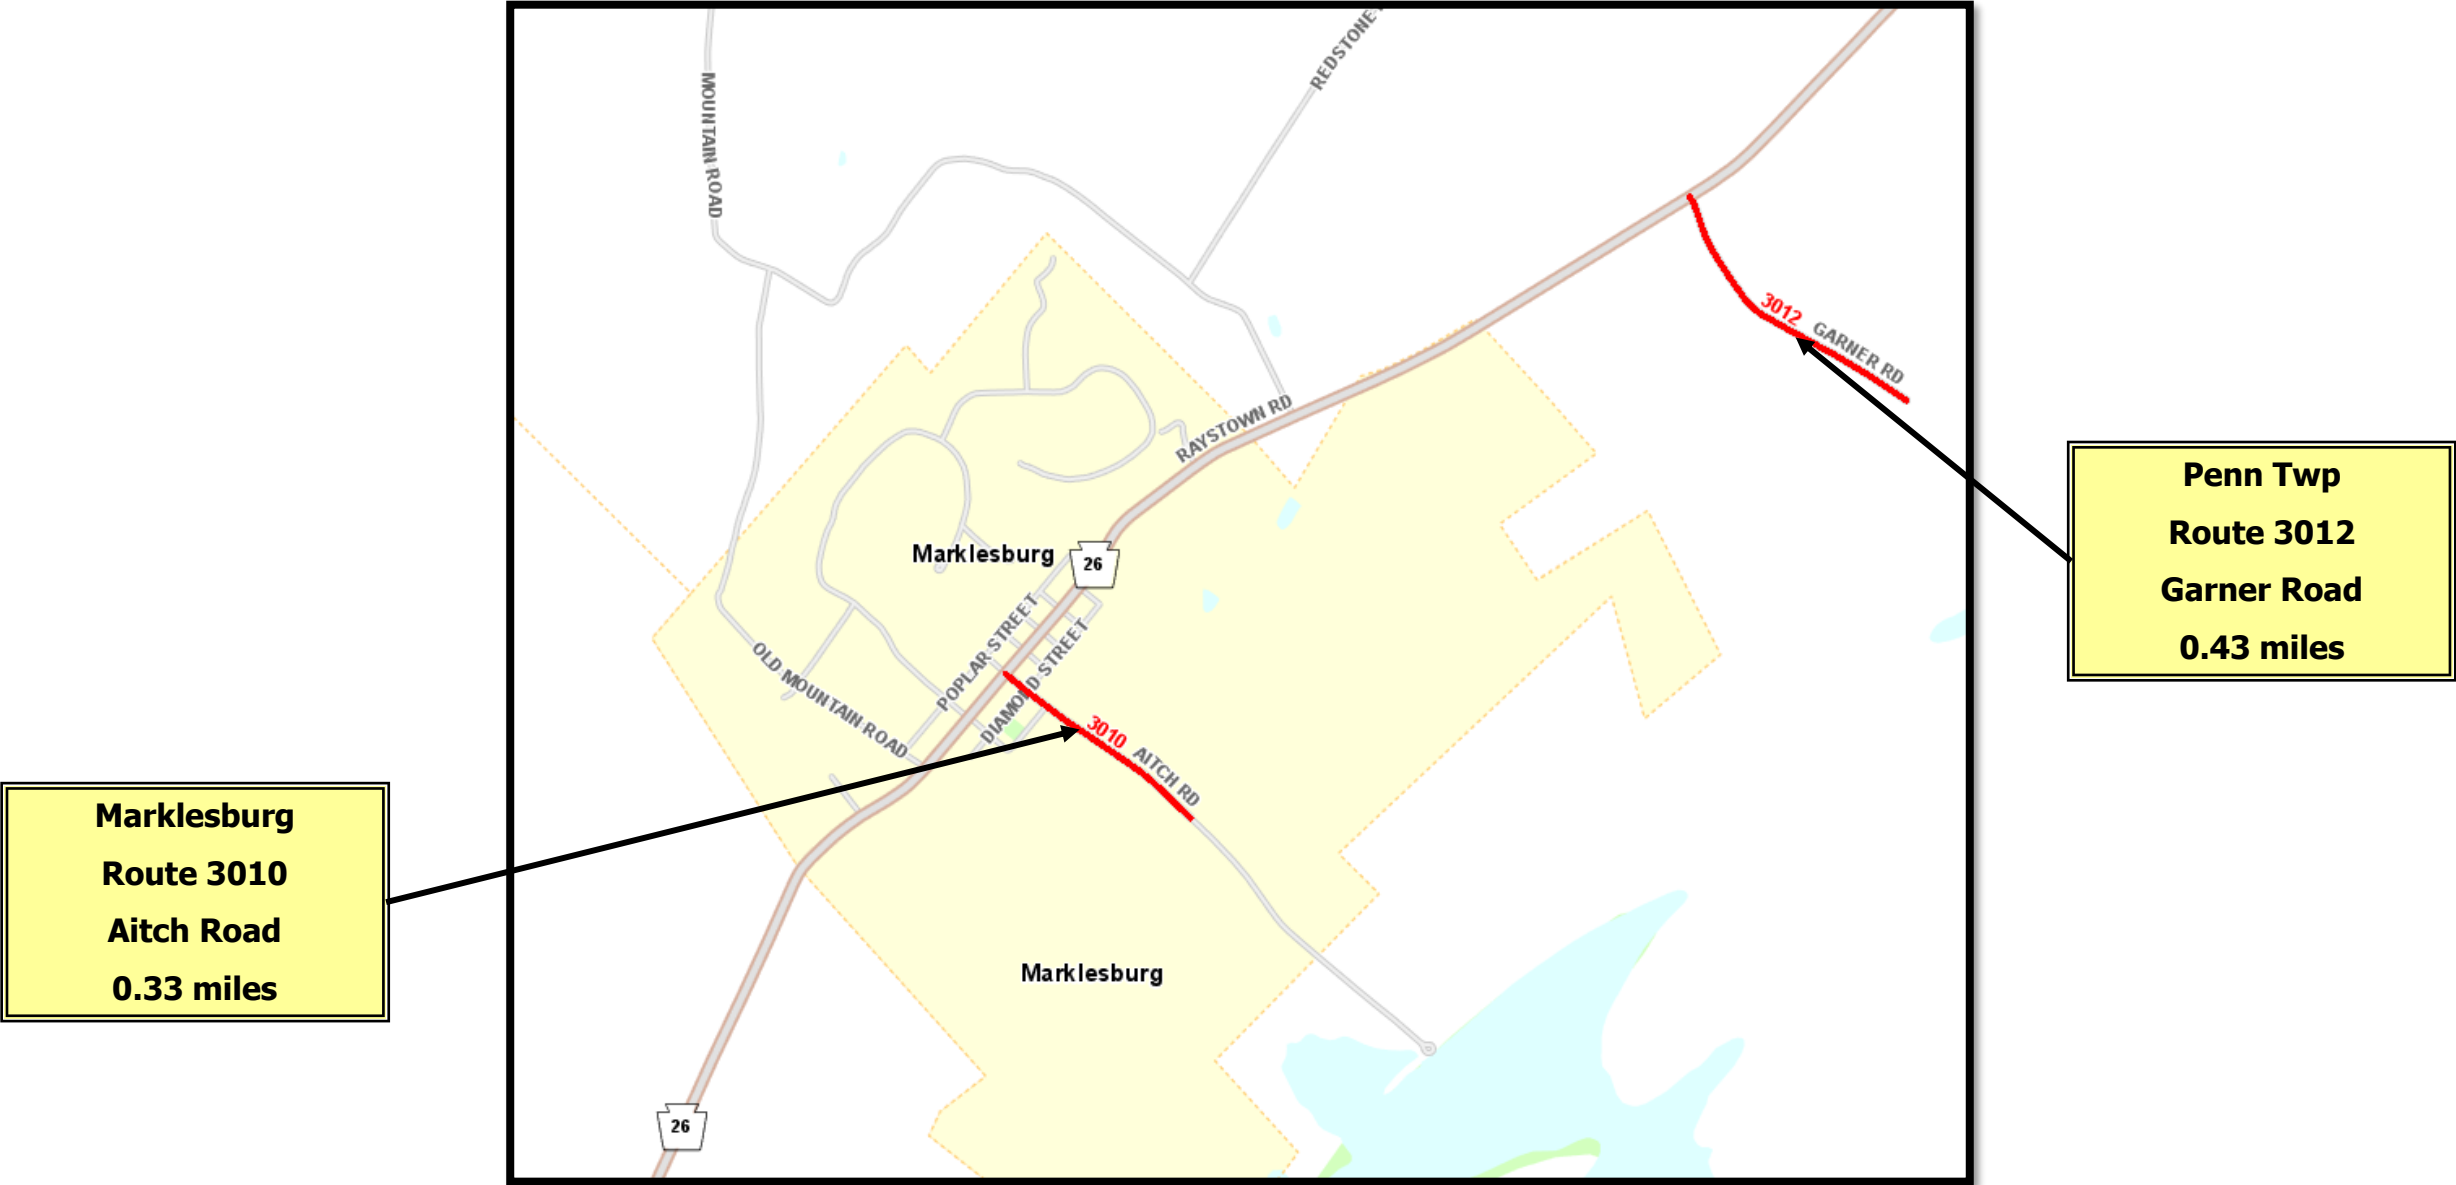 MOUNTAIN ROAD
REDSTONE
3012 GARNER RD
RAYSTOWN RD
Marklesburg
26
POPLAR STREET
DIAMOND STREET
OLD MOUNTAIN ROAD
3010 AITCH RD
Marklesburg
26
Penn Twp
Route 3012
Garner Road
0.43 miles
Marklesburg
Route 3010
Aitch Road
0.33 miles